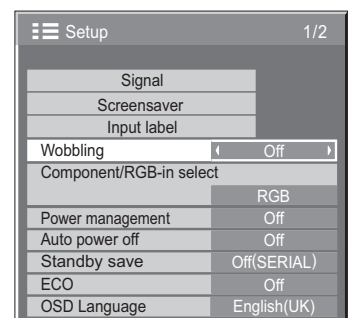 Setup 1/2
Signal
Screensaver
Input label
Wobbling Off
Component/RGB-in select
RGB
Power management Off
Auto power off Off
Standby save Off(SERIAL)
ECO Off
OSD Language English(UK)